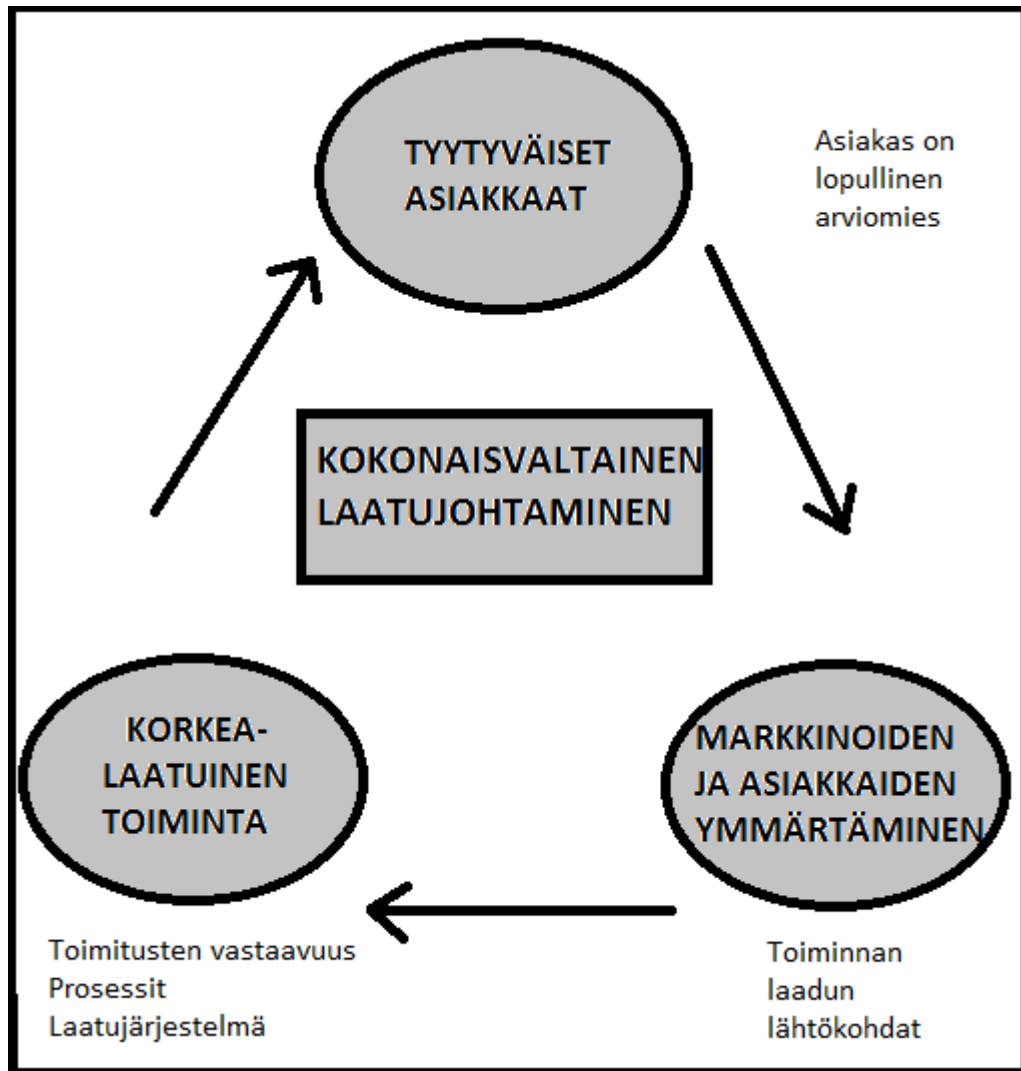 TYYTYVÄISET
ASIAKKAAT
Asiakas on
lopullinen
arviomies
KOKONAISVALTAINEN
LAATUJOHTAMINEN
KORKEA-
LAATUINEN
TOIMINTA
MARKKINOIDEN
JA ASIAKKAIDEN
YMMÄRTÄMINEN
Toimitusten vastaavuus
Prosessit
Laatujärjestelmä
Toiminnan
laadun
lähtökohdat